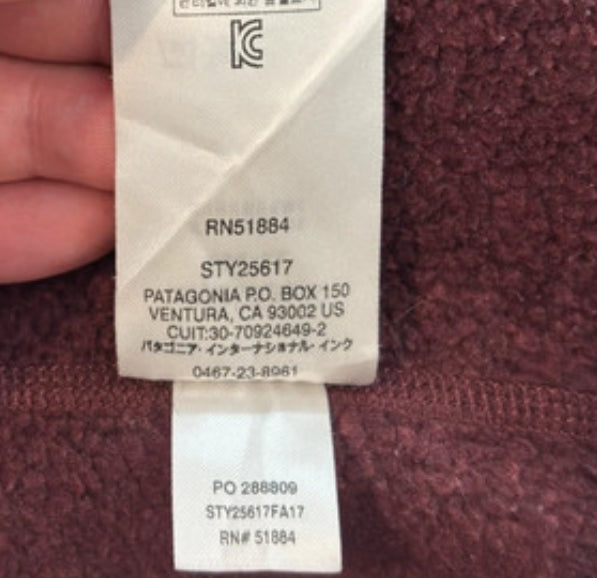 KC
RN51884
STY25617
PATAGONIA P.O. BOX 150
VENTURA, CA 93002 US
CUIT:30-70924649-2
パタゴニア・インターナショナル・インク
0467-23-8961
PO 288809
STY25617FA17
RN# 51884